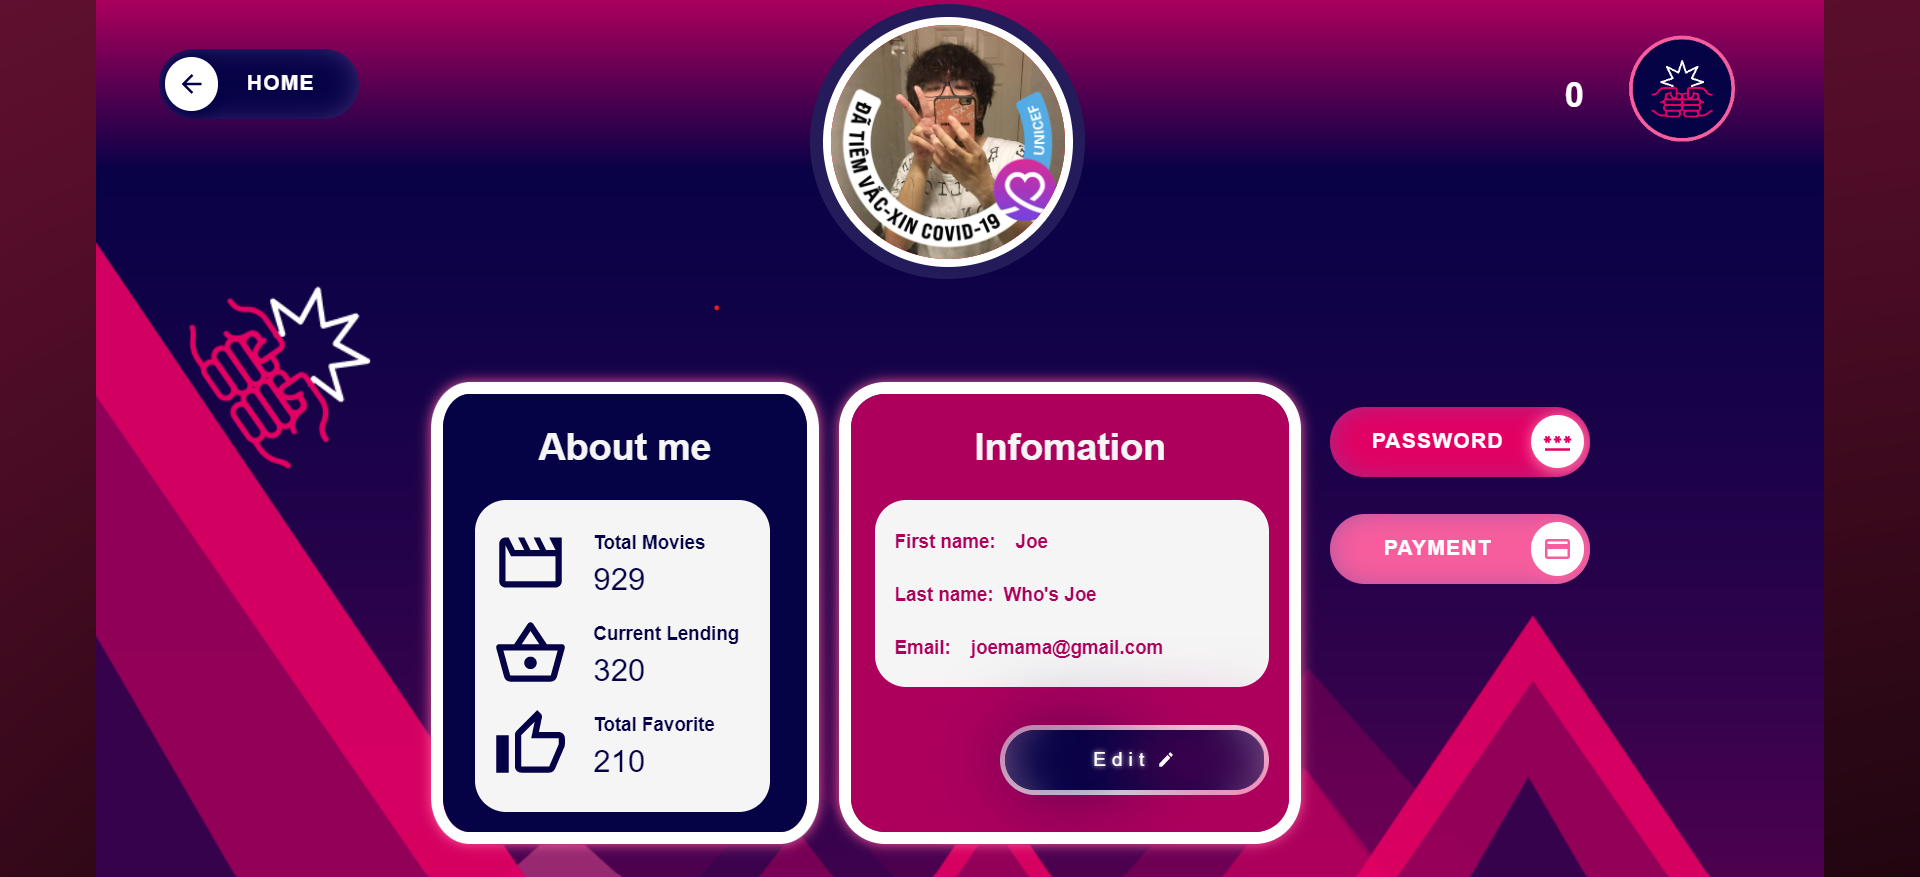 HOME
ĐÃ TIÊM VẮC-XIN COVID-19
UNICEF
0
About me
Total Movies
929
Current Lending
320
Total Favorite
210
Infomation
First name: Joe
Last name: Who's Joe
Email: joemama@gmail.com
Edit
PASSWORD
***
PAYMENT